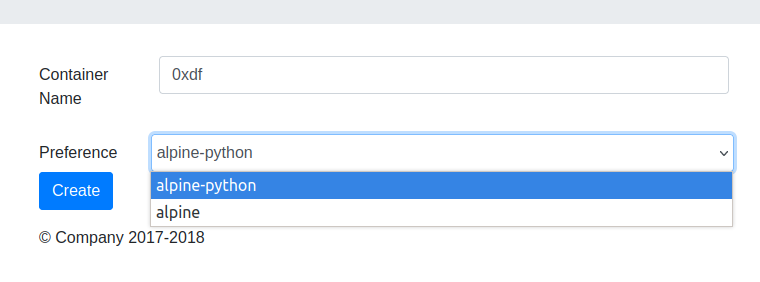 Container
Name
0xdf
Preference
alpine-python
Create
alpine-python
alpine
© Company 2017-2018